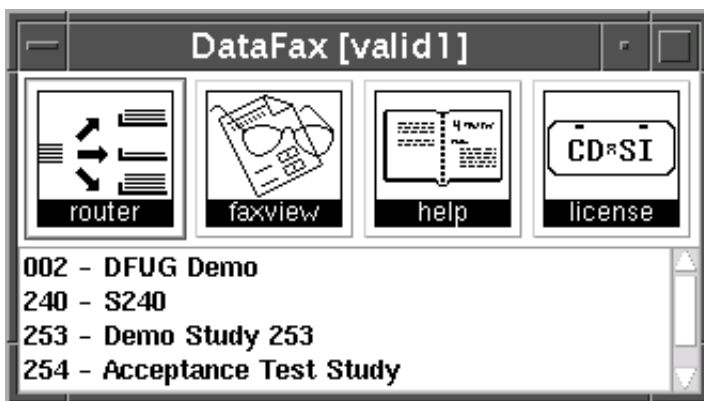 DataFax [valid1]
CD*SI
router faxview help license
002 - DFUG Demo
240 - S240
253 - Demo Study 253
254 - Acceptance Test Study